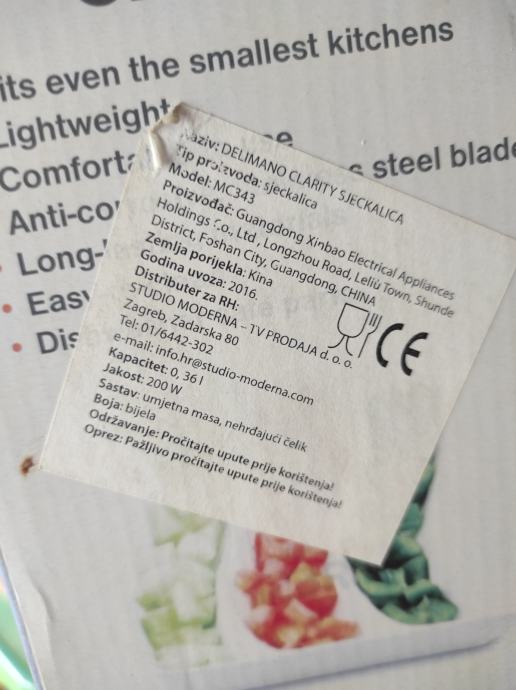 its even the smallest kitchens
Lightweight
Comforta
s steel blade
Anti-co
Long-
Easy
Dis
aziv: DELIMANO CLARITY SJECKALICA
Tip proizvoda: sjeckalica
Model: MC343
Proizvođač: Guangdong Xinbao Electrical Appliances
Holdings Co., Ltd, Longzhou Road, Leliu Town, Shunde
District, Foshan City, Guangdong, CHINA
Zemlja porijekla: Kina
Godina uvoza: 2016.
Distributer za RH:
STUDIO MODERNA – TV PRODAJA d. o. o.
Zagreb, Zadarska 80
Tel: 01/6442-302
e-mail: info.hr@studio-moderna.com
Kapacitet: 0, 36 l
Jakost: 200 W
Sastav: umjetna masa, nehrđajući čelik
Boja: bijela
Održavanje: Pročitajte upute prije korištenja!
Oprez: Pažljivo pročitajte upute prije korištenja!
CE